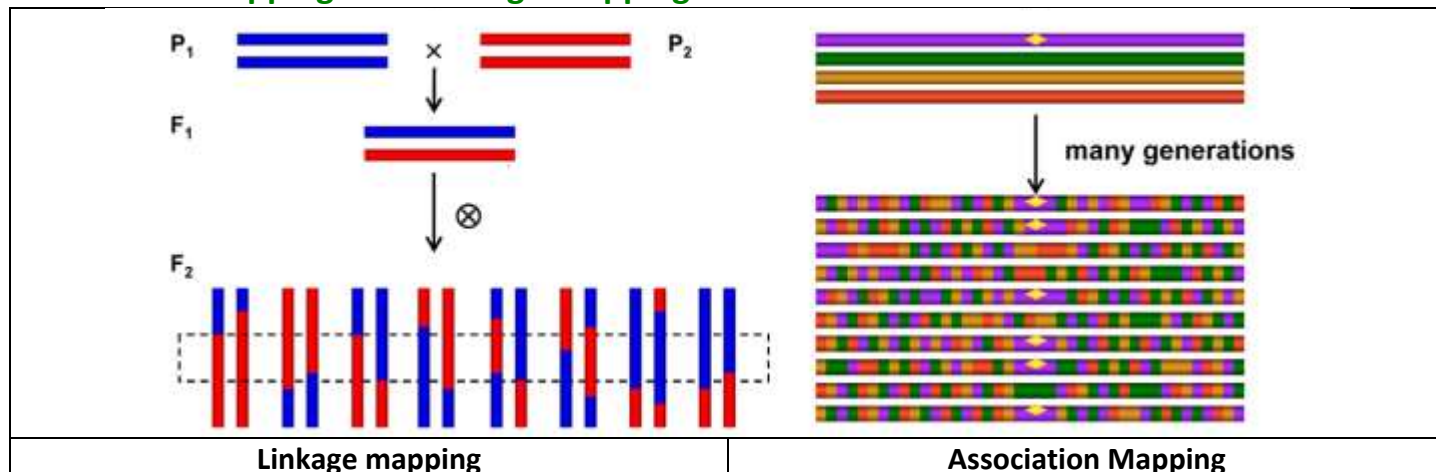 P₁ × P₂
F₁
⊗
F₂
many generations
Linkage mapping
Association Mapping